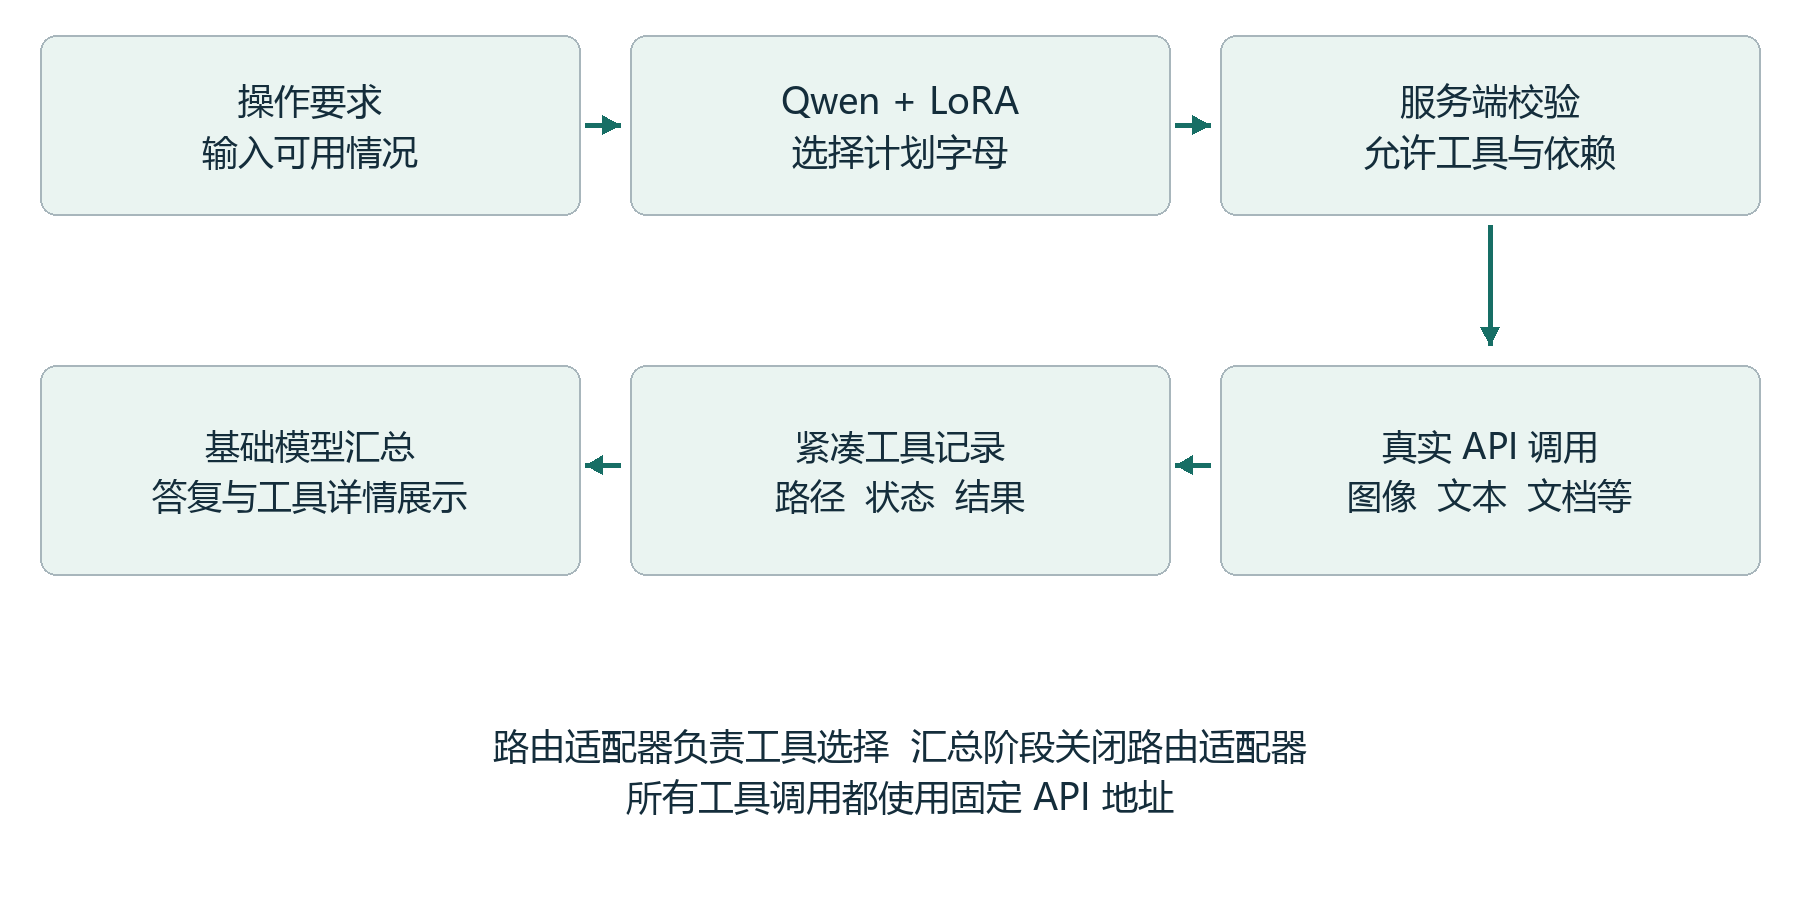 操作要求
输入可用情况
Qwen + LoRA
选择计划字母
服务端校验
允许工具与依赖
真实 API 调用
图像 文本 文档等
紧凑工具记录
路径 状态 结果
基础模型汇总
答复与工具详情展示
路由适配器负责工具选择 汇总阶段关闭路由适配器
所有工具调用都使用固定 API 地址